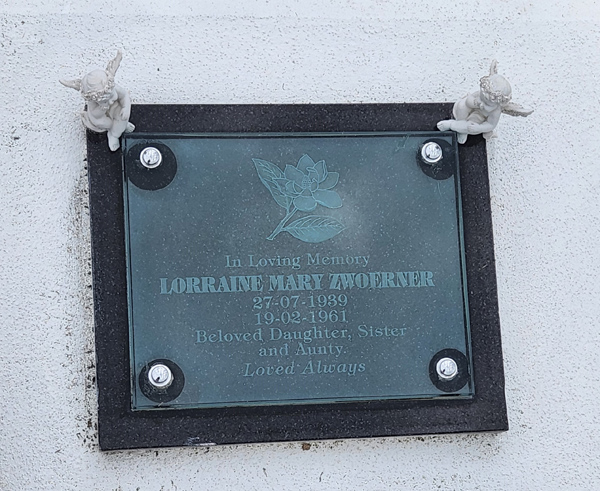 In Loving Memory
LORRAINE MARY ZWOERNER
27-07-1939
19-02-1961
Beloved Daughter, Sister
and Aunty.
Loved Always